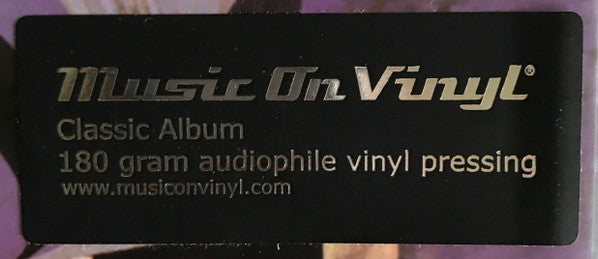 Music On Vinyl®
Classic Album
180 gram audiophile vinyl pressing
www.musiconvinyl.com